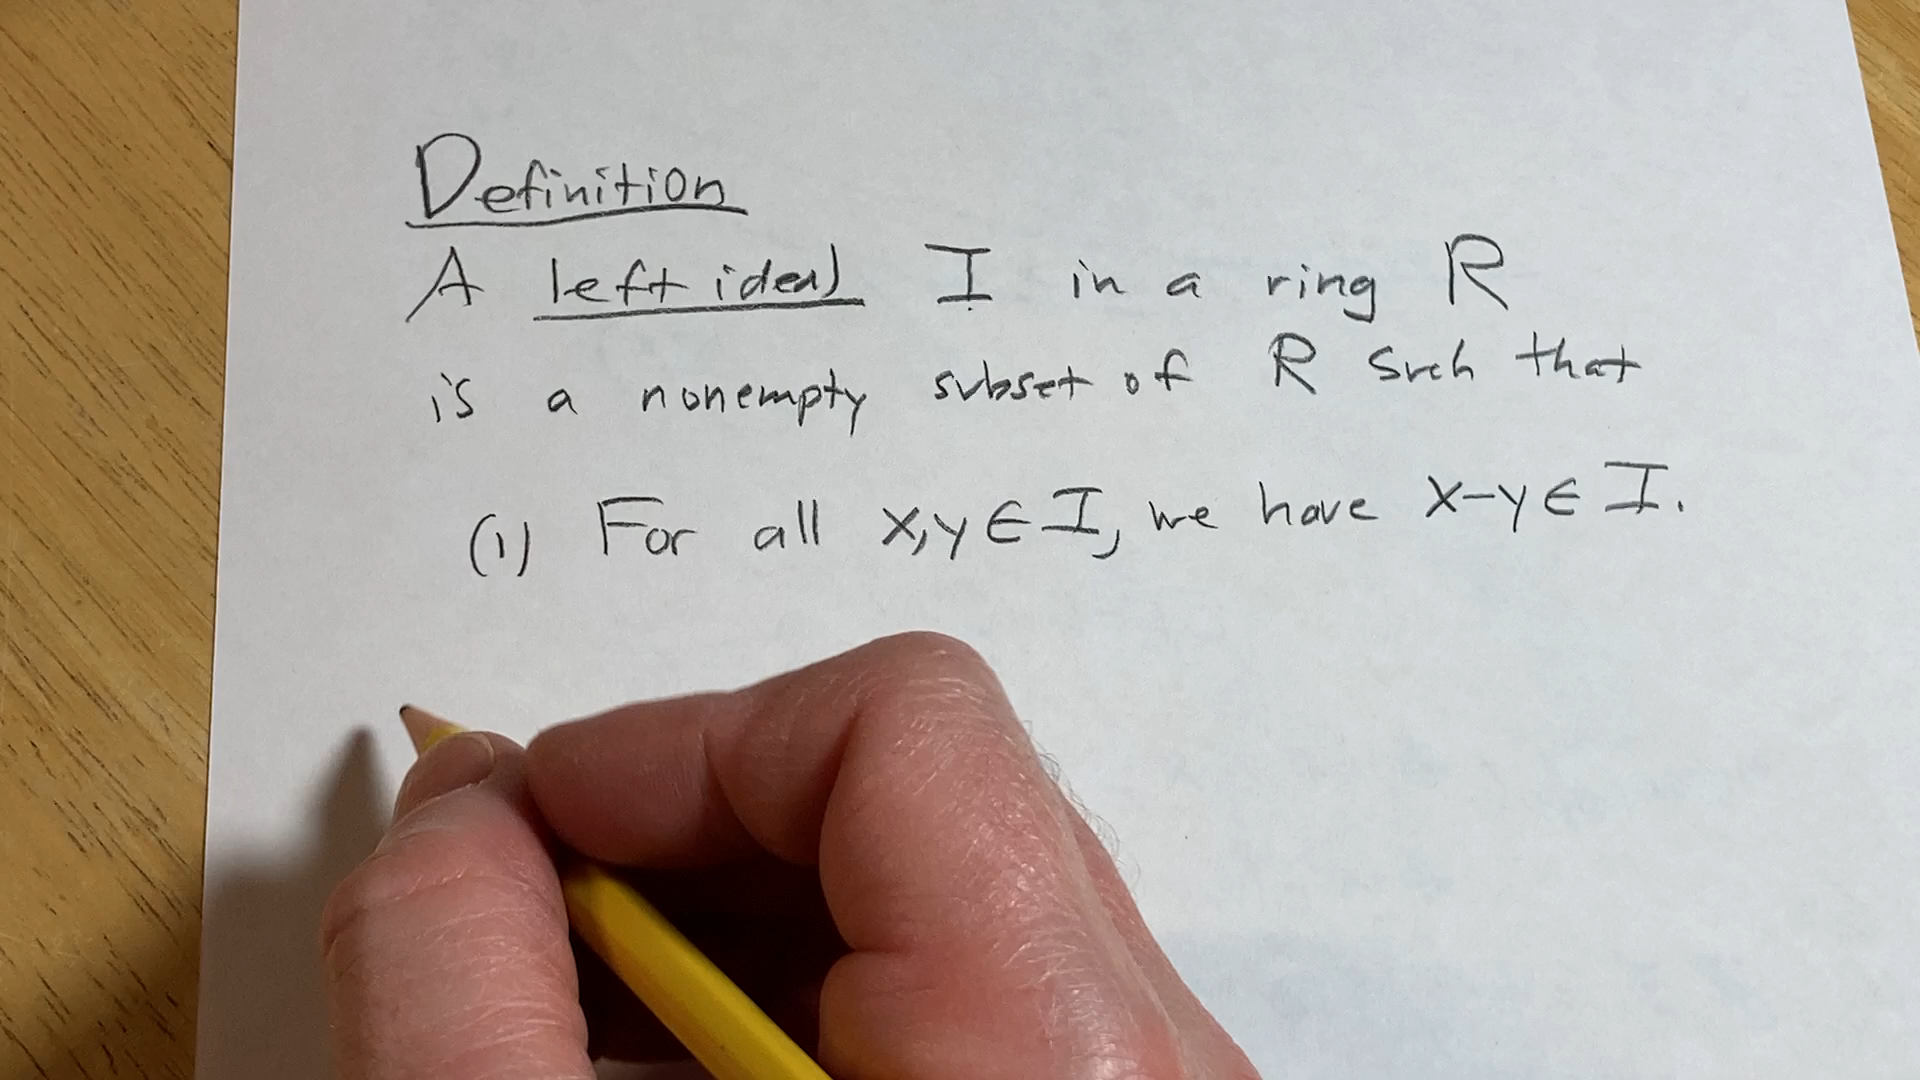 Definition
A left ideal I in a ring R
is a nonempty subset of R such that
(1) For all x,y ∈ I, we have x-y ∈ I.